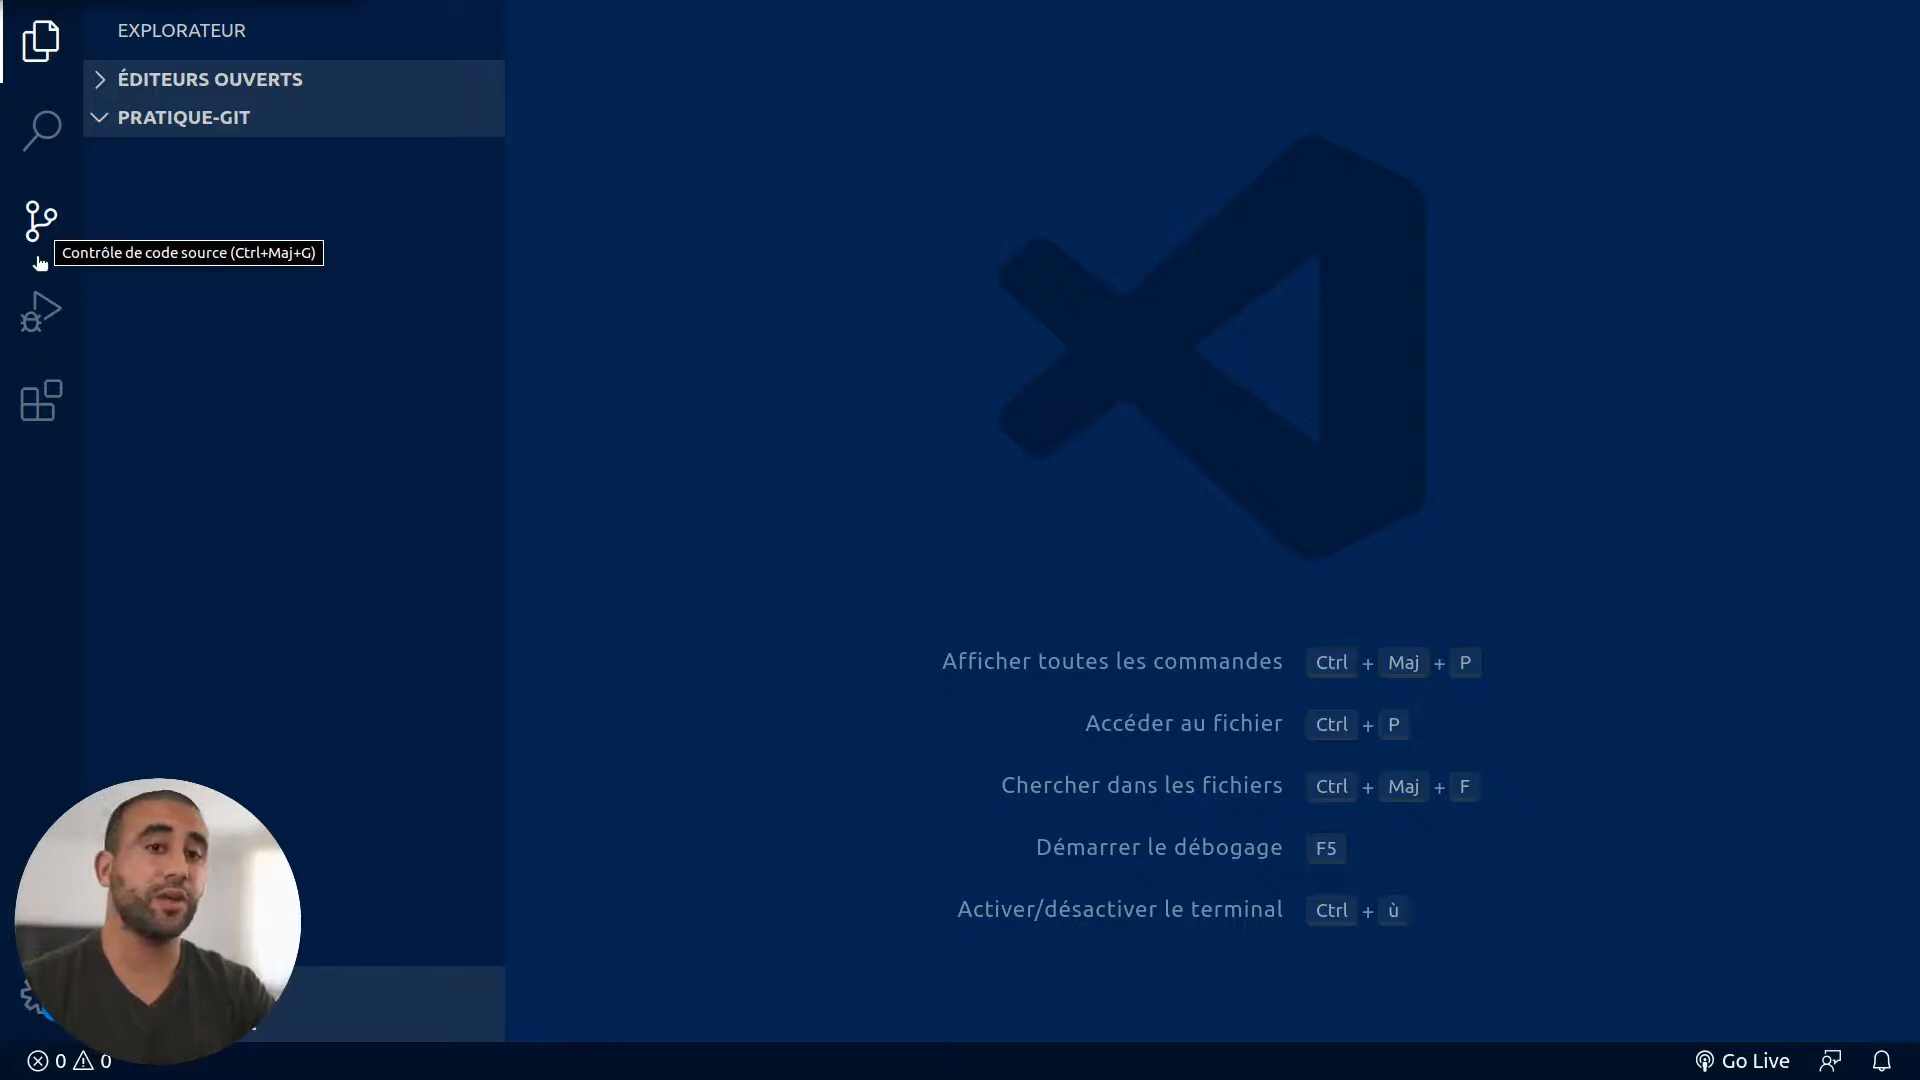 EXPLORATEUR
ÉDITEURS OUVERTS
PRATIQUE-GIT
Contrôle de code source (Ctrl+Maj+G)
Afficher toutes les commandes Ctrl + Maj + P
Accéder au fichier Ctrl + P
Chercher dans les fichiers Ctrl + Maj + F
Démarrer le débogage F5
Activer/désactiver le terminal Ctrl + ù
0 0
Go Live